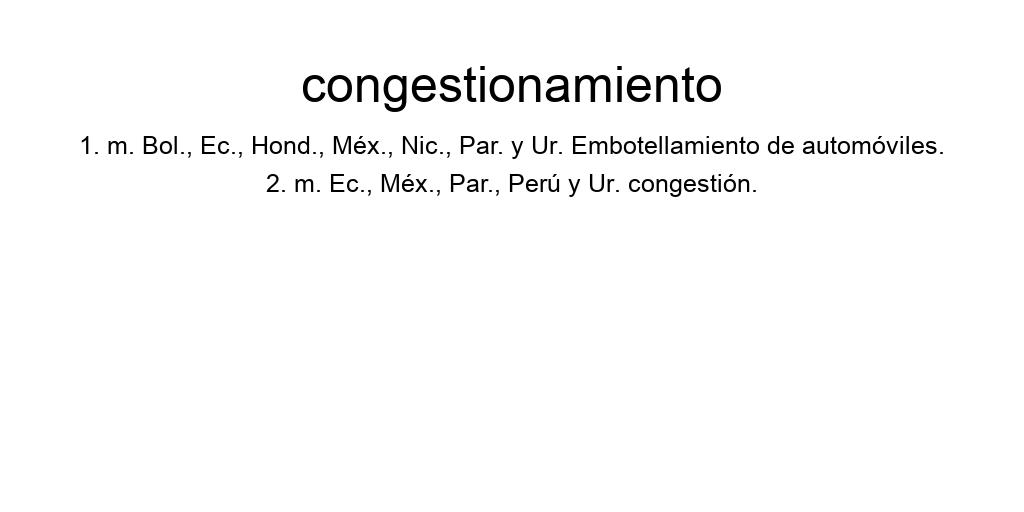 congestionamiento
1. m. Bol., Ec., Hond., Méx., Nic., Par. y Ur. Embotellamiento de automóviles.
2. m. Ec., Méx., Par., Perú y Ur. congestión.